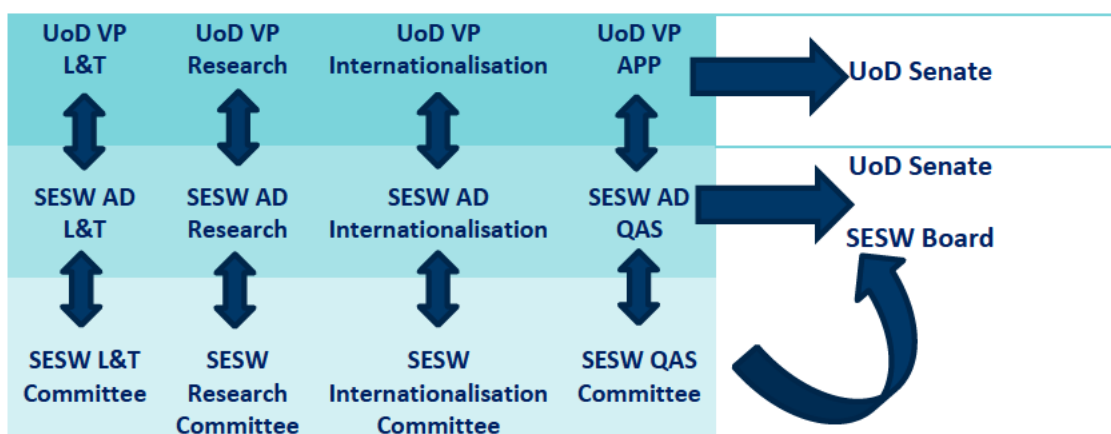 UoD VP
L&T
UoD VP
Research
UoD VP
Internationalisation
UoD VP
APP
UoD Senate
SESW AD
L&T
SESW AD
Research
SESW AD
Internationalisation
SESW AD
QAS
UoD Senate
SESW Board
SESW L&T
Committee
SESW
Research
Committee
SESW
Internationalisation
Committee
SESW QAS
Committee